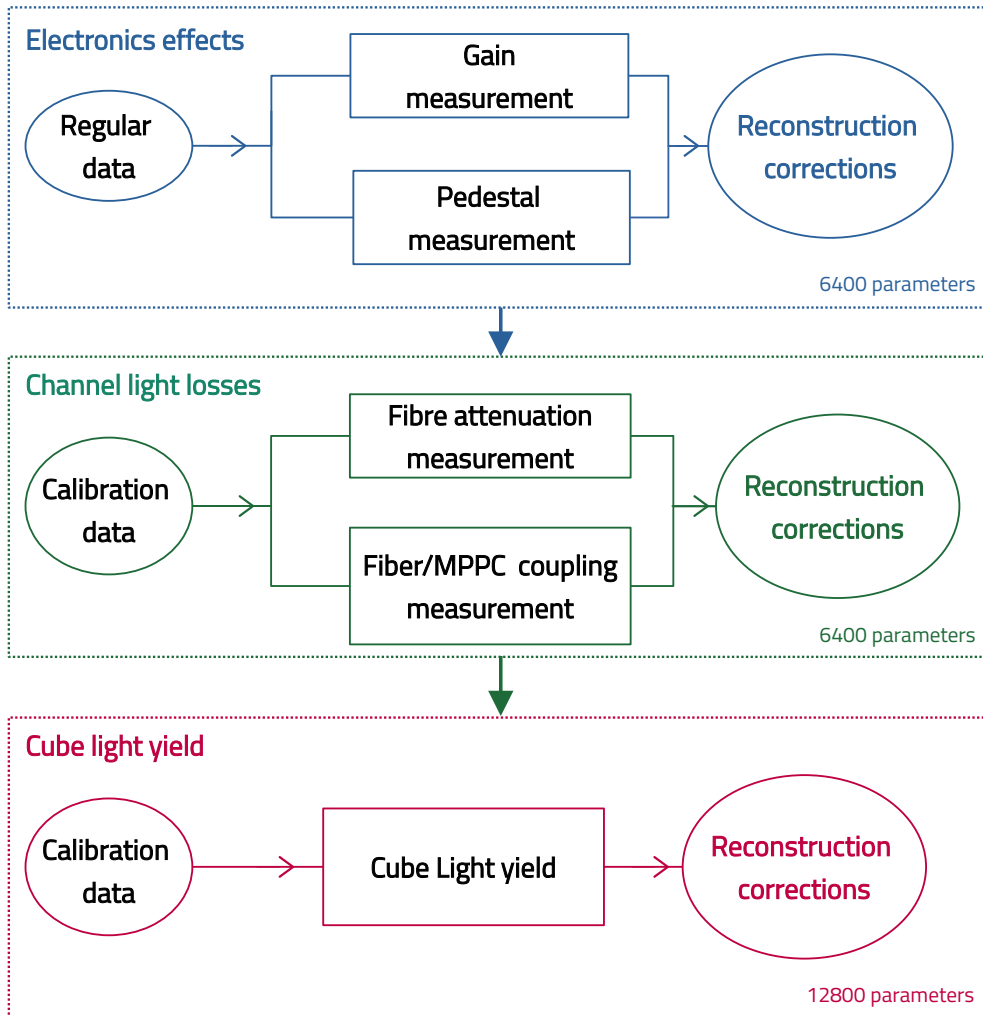 Electronics effects
Regular
data
Gain
measurement
Pedestal
measurement
Reconstruction
corrections
6400 parameters
Channel light losses
Calibration
data
Fibre attenuation
measurement
Fiber/MPPC coupling
measurement
Reconstruction
corrections
6400 parameters
Cube light yield
Calibration
data
Cube Light yield
Reconstruction
corrections
12800 parameters